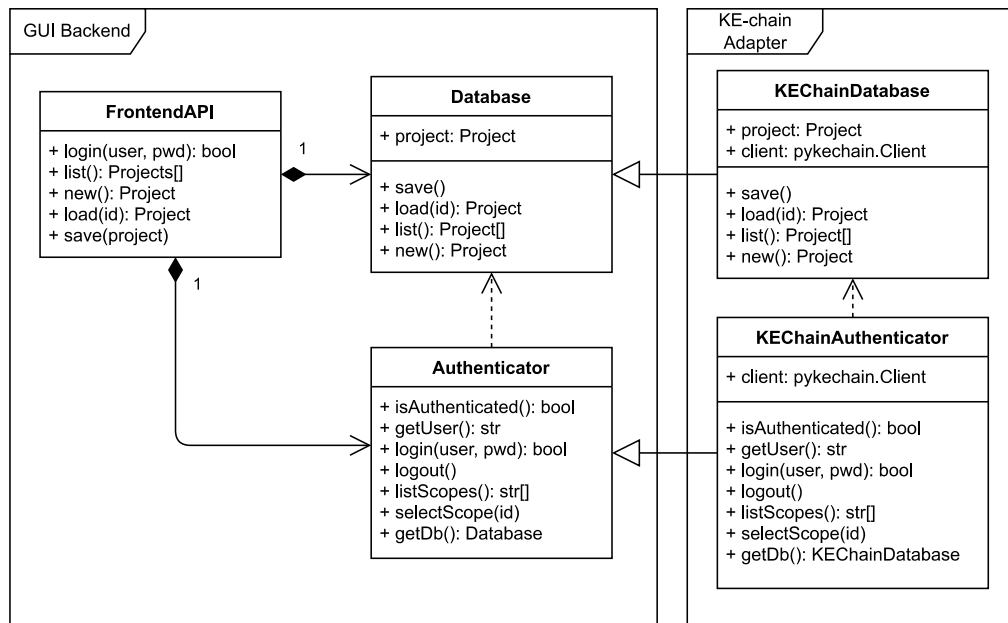 GUI Backend
FrontendAPI
+ login(user, pwd): bool
+ list(): Projects[]
+ new(): Project
+ load(id): Project
+ save(project)
1
1
Database
+ project: Project
+ save()
+ load(id): Project
+ list(): Project[]
+ new(): Project
Authenticator
+ isAuthenticated(): bool
+ getUser(): str
+ login(user, pwd): bool
+ logout()
+ listScopes(): str[]
+ selectScope(id)
+ getDb(): Database
KE-chain
Adapter
KEChainDatabase
+ project: Project
+ client: pykechain.Client
+ save()
+ load(id): Project
+ list(): Project[]
+ new(): Project
KEChainAuthenticator
+ client: pykechain.Client
+ isAuthenticated(): bool
+ getUser(): str
+ login(user, pwd): bool
+ logout()
+ listScopes(): str[]
+ selectScope(id)
+ getDb(): KEChainDatabase